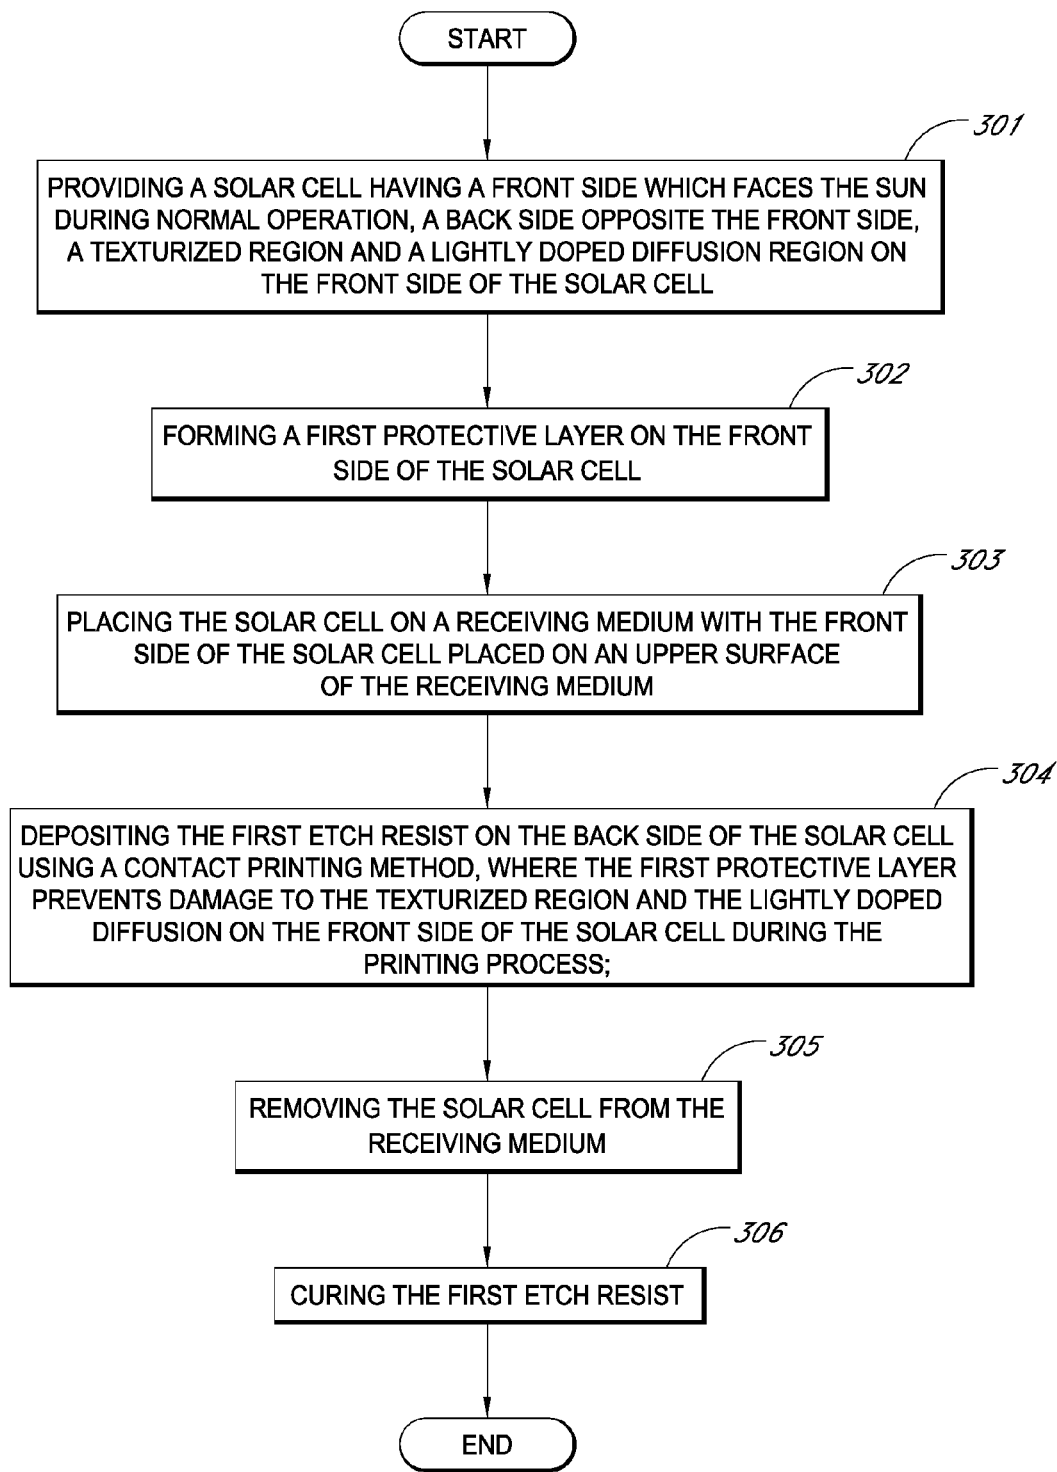 START
301
PROVIDING A SOLAR CELL HAVING A FRONT SIDE WHICH FACES THE SUN
DURING NORMAL OPERATION, A BACK SIDE OPPOSITE THE FRONT SIDE,
A TEXTURIZED REGION AND A LIGHTLY DOPED DIFFUSION REGION ON
THE FRONT SIDE OF THE SOLAR CELL
302
FORMING A FIRST PROTECTIVE LAYER ON THE FRONT
SIDE OF THE SOLAR CELL
303
PLACING THE SOLAR CELL ON A RECEIVING MEDIUM WITH THE FRONT
SIDE OF THE SOLAR CELL PLACED ON AN UPPER SURFACE
OF THE RECEIVING MEDIUM
304
DEPOSITING THE FIRST ETCH RESIST ON THE BACK SIDE OF THE SOLAR CELL
USING A CONTACT PRINTING METHOD, WHERE THE FIRST PROTECTIVE LAYER
PREVENTS DAMAGE TO THE TEXTURIZED REGION AND THE LIGHTLY DOPED
DIFFUSION ON THE FRONT SIDE OF THE SOLAR CELL DURING THE
PRINTING PROCESS;
305
REMOVING THE SOLAR CELL FROM THE
RECEIVING MEDIUM
306
CURING THE FIRST ETCH RESIST
END